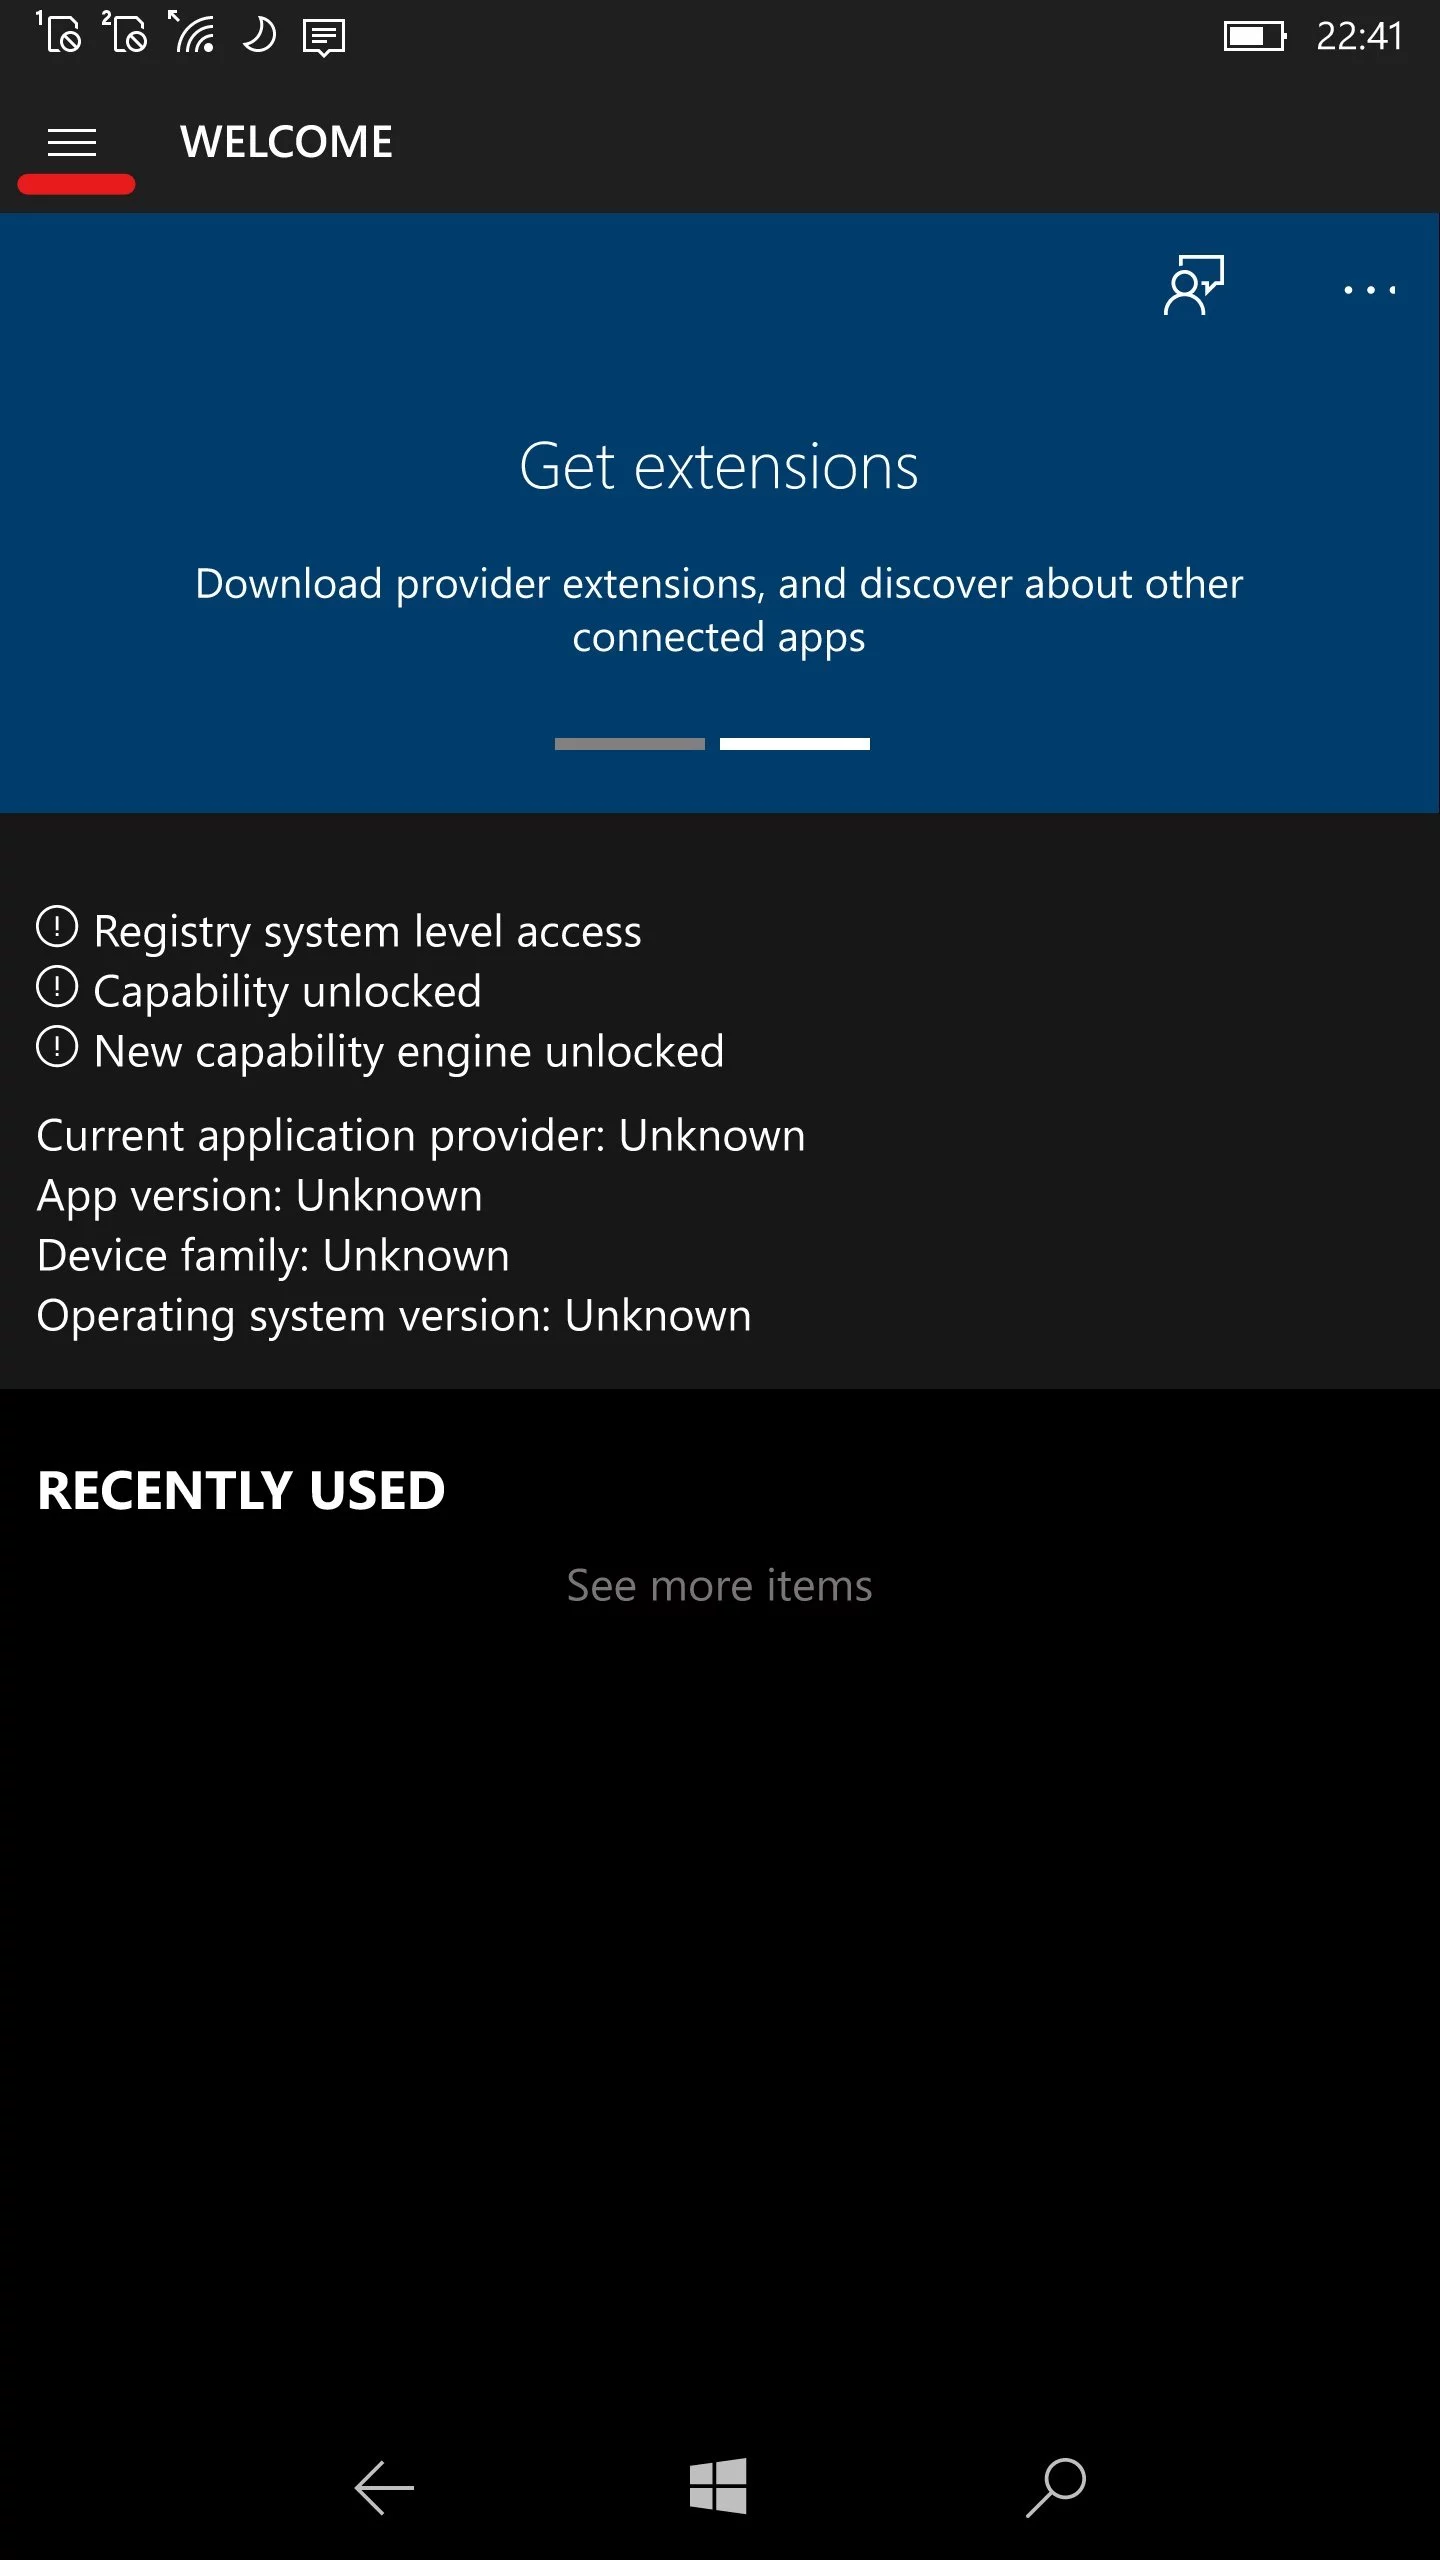 1 2 22:41
WELCOME
Get extensions
Download provider extensions, and discover about other
connected apps
Registry system level access
Capability unlocked
New capability engine unlocked
Current application provider: Unknown
App version: Unknown
Device family: Unknown
Operating system version: Unknown
RECENTLY USED
See more items